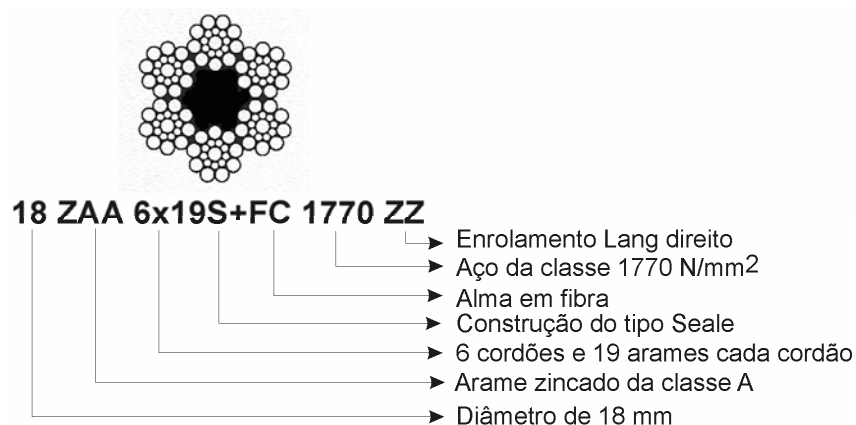 18 ZAA 6x19S+FC 1770 ZZ
Enrolamento Lang direito
Aço da classe 1770 N/mm2
Alma em fibra
Construção do tipo Seale
6 cordões e 19 arames cada cordão
Arame zincado da classe A
Diâmetro de 18 mm